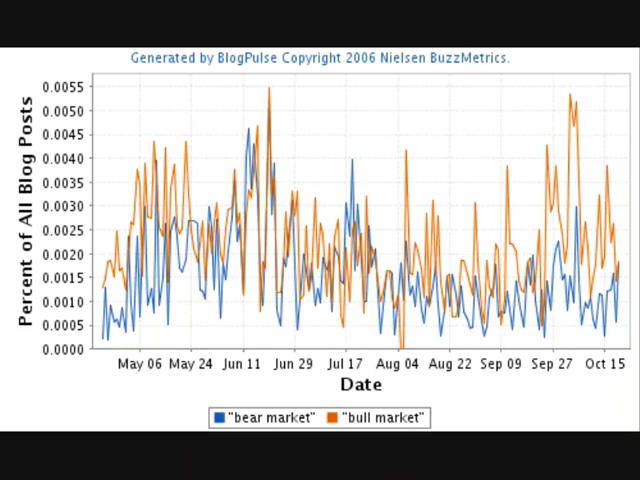 Generated by BlogPulse Copyright 2006 Nielsen BuzzMetrics.
Percent of All Blog Posts
0.0055
0.0050
0.0045
0.0040
0.0035
0.0030
0.0025
0.0020
0.0015
0.0010
0.0005
0.0000
May 06 May 24 Jun 11 Jun 29 Jul 17 Aug 04 Aug 22 Sep 09 Sep 27 Oct 15
Date
"bear market" "bull market"